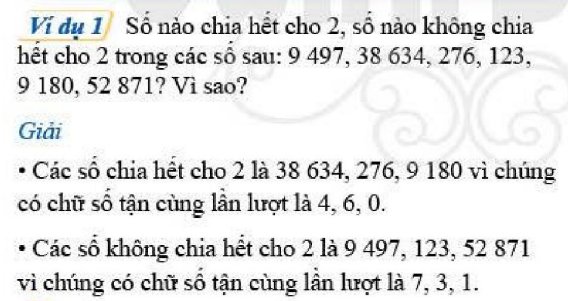 Ví dụ 1 Số nào chia hết cho 2, số nào không chia
hết cho 2 trong các số sau: 9 497, 38 634, 276, 123,
9 180, 52 871? Vì sao?
Giải
• Các số chia hết cho 2 là 38 634, 276, 9 180 vì chúng
có chữ số tận cùng lần lượt là 4, 6, 0.
• Các số không chia hết cho 2 là 9 497, 123, 52 871
vì chúng có chữ số tận cùng lần lượt là 7, 3, 1.